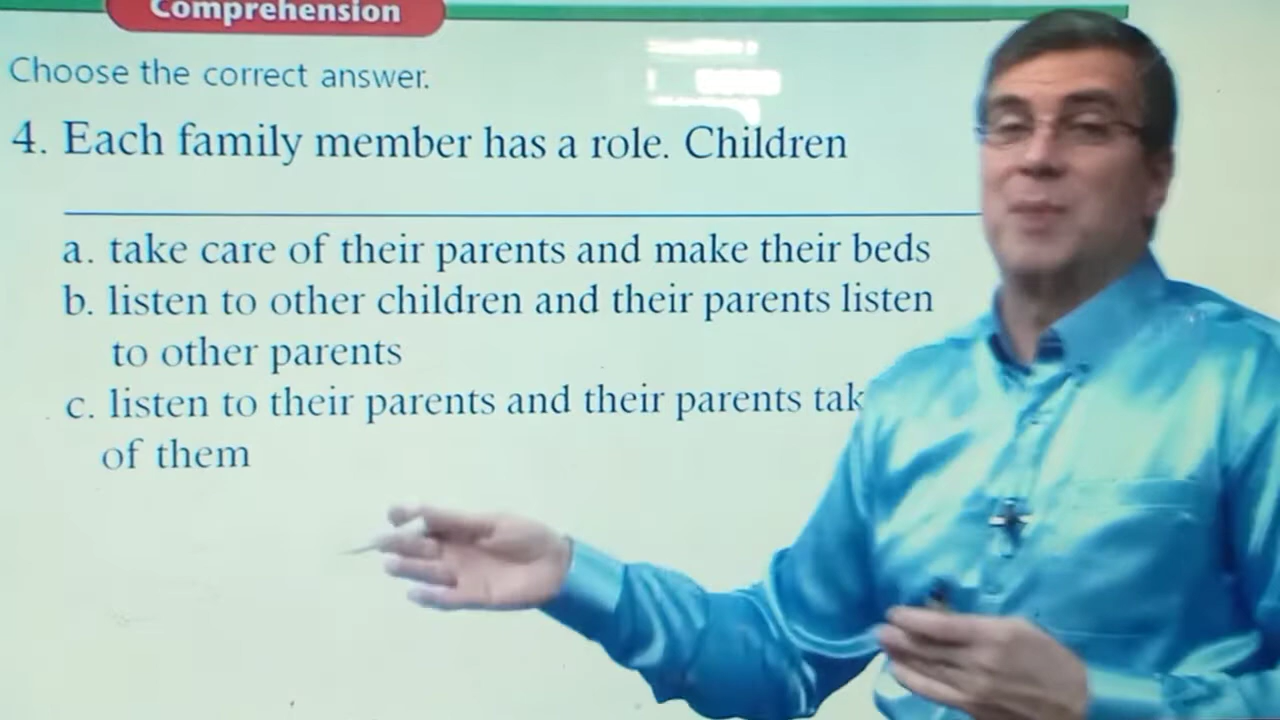 Comprehension
Choose the correct answer.
4. Each family member has a role. Children
a. take care of their parents and make their beds
b. listen to other children and their parents listen
to other parents
c. listen to their parents and their parents tak
of them